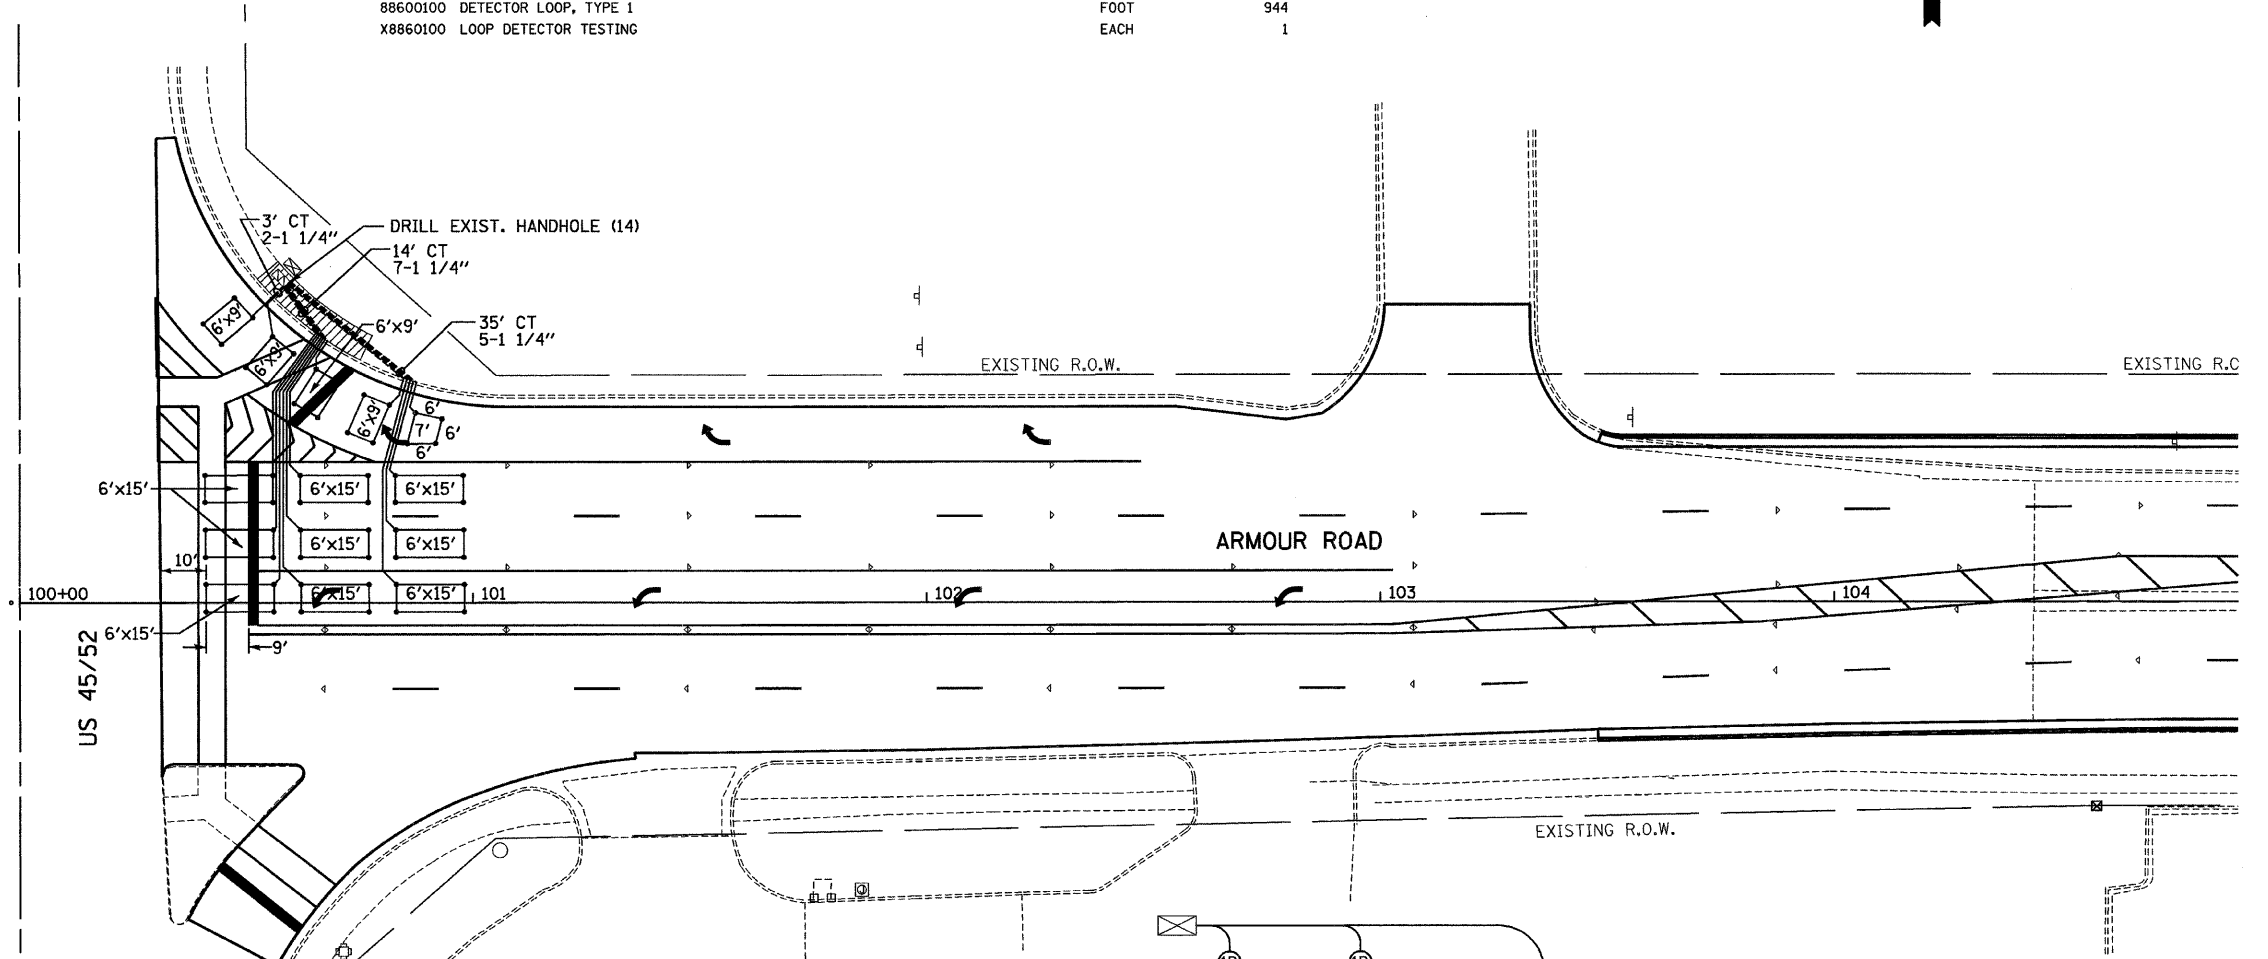 88600100 DETECTOR LOOP, TYPE 1 FOOT 944
X8860100 LOOP DETECTOR TESTING EACH 1
3' CT
2-1 1/4"
DRILL EXIST. HANDHOLE (14)
14' CT
7-1 1/4"
6'x9'
6'x9'
6'x9'
35' CT
5-1 1/4"
EXISTING R.O.W.
EXISTING R.O
6'x9'
6'
7'
6'
6'
6'x15'
6'x15'
6'x15'
6'x15'
6'x15'
ARMOUR ROAD
10'
6'x15'
6'x15'
100+00
101
102
103
104
6'x15'
9'
US 45/52
EXISTING R.O.W.